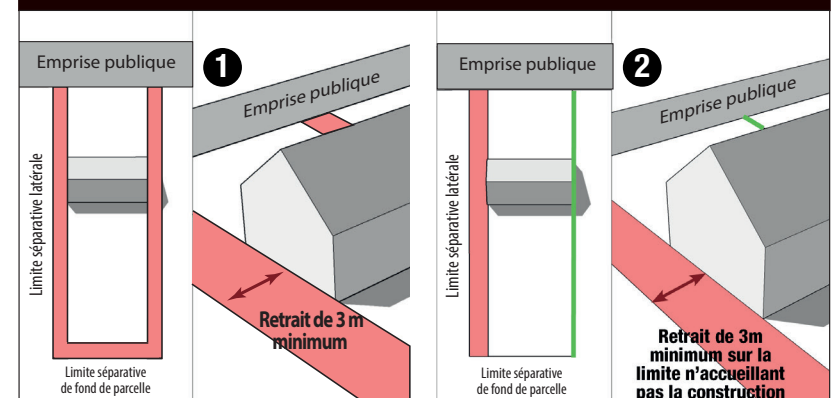 Emprise publique
1
Emprise publique
Limite séparative latérale
Retrait de 3 m
minimum
Limite séparative
de fond de parcelle
Emprise publique
2
Emprise publique
Limite séparative latérale
Retrait de 3m
minimum sur la
limite n'accueillant
pas la construction
Limite séparative
de fond de parcelle